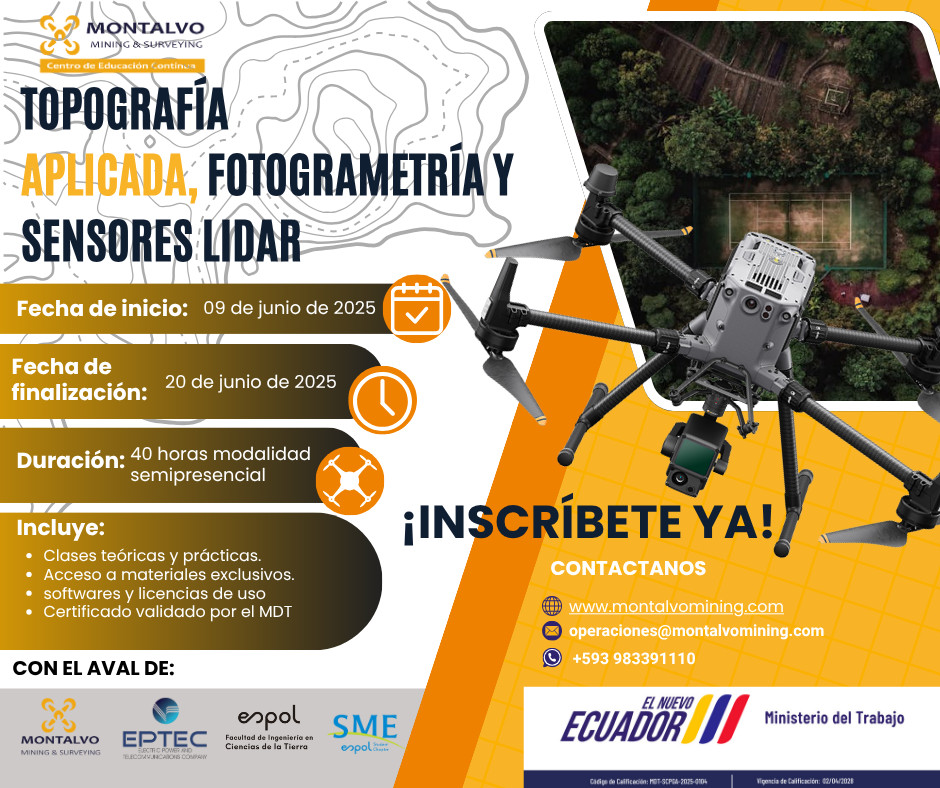 MONTALVO
MINING & SURVEYING
Centro de Educación Continua
TOPOGRAFÍA
APLICADA, FOTOGRAMETRÍA Y
SENSORES LIDAR
Fecha de inicio: 09 de junio de 2025
Fecha de
finalización: 20 de junio de 2025
Duración: 40 horas modalidad
semipresencial
Incluye:
• Clases teóricas y prácticas.
• Acceso a materiales exclusivos.
• softwares y licencias de uso
• Certificado validado por el MDT
¡INSCRÍBETE YA!
CONTACTANOS
www.montalvomining.com
operaciones@montalvomining.com
+593 983391110
CON EL AVAL DE:
MONTALVO
MINING & SURVEYING
EPTEC
ELECTRIC POWER AND
TELECOMMUNICATIONS COMPANY
espol
Facultad de Ingeniería en
Ciencias de la Tierra
SME
espol Student
Chapter
EL NUEVO
ECUADOR
Ministerio del Trabajo
Código de Calificación: MDT-SCPGA-2025-0104
Vigencia de Calificación: 02/04/2028